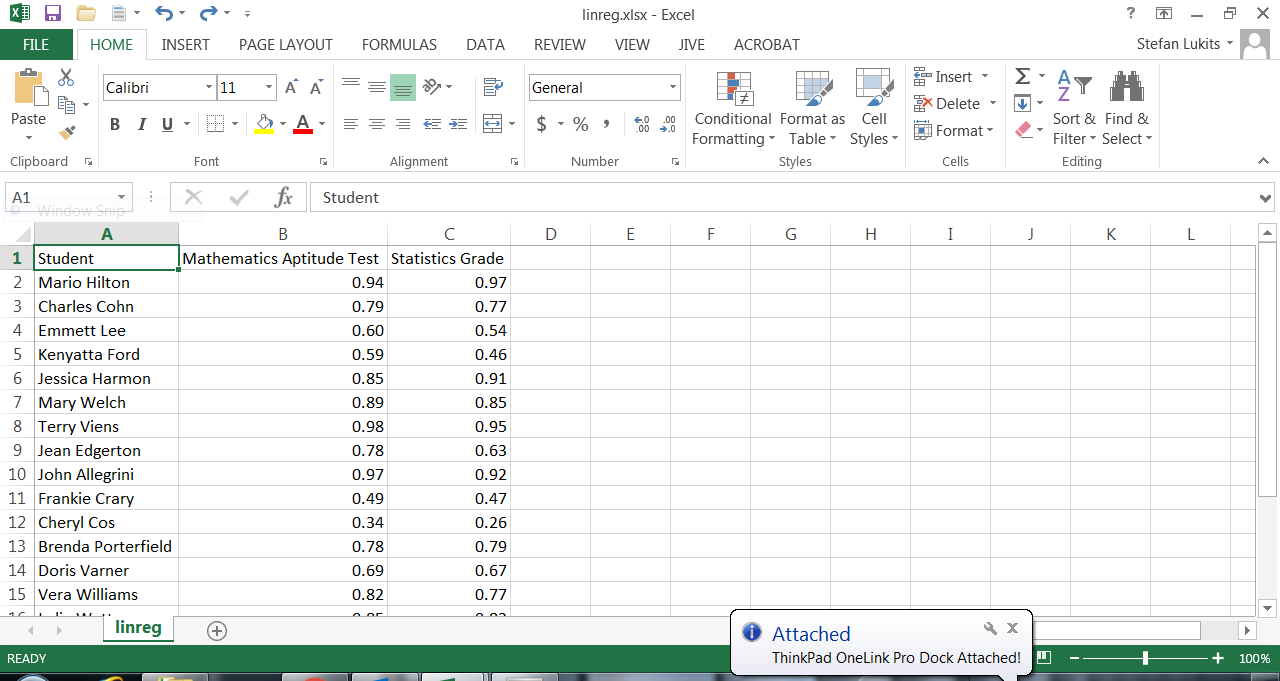 linreg.xlsx - Excel
?
FILE HOME INSERT PAGE LAYOUT FORMULAS DATA REVIEW VIEW JIVE ACROBAT Stefan Lukits
Calibri 11 General Insert
Paste Conditional Format as Cell Delete Sort & Find &
B I U A $ % , Formatting Table Styles Format Filter Select
Clipboard Font Alignment Number Styles Cells Editing
A1 fx Student
Window Snip
A B C D E F G H I J K L
1 Student Mathematics Aptitude Test Statistics Grade
2 Mario Hilton 0.94 0.97
3 Charles Cohn 0.79 0.77
4 Emmett Lee 0.60 0.54
5 Kenyatta Ford 0.59 0.46
6 Jessica Harmon 0.85 0.91
7 Mary Welch 0.89 0.85
8 Terry Viens 0.98 0.95
9 Jean Edgerton 0.78 0.63
10 John Allegrini 0.97 0.92
11 Frankie Crary 0.49 0.47
12 Cheryl Cos 0.34 0.26
13 Brenda Porterfield 0.78 0.79
14 Doris Varner 0.69 0.67
15 Vera Williams 0.82 0.77
linreg
Attached
ThinkPad OneLink Pro Dock Attached!
READY 100%